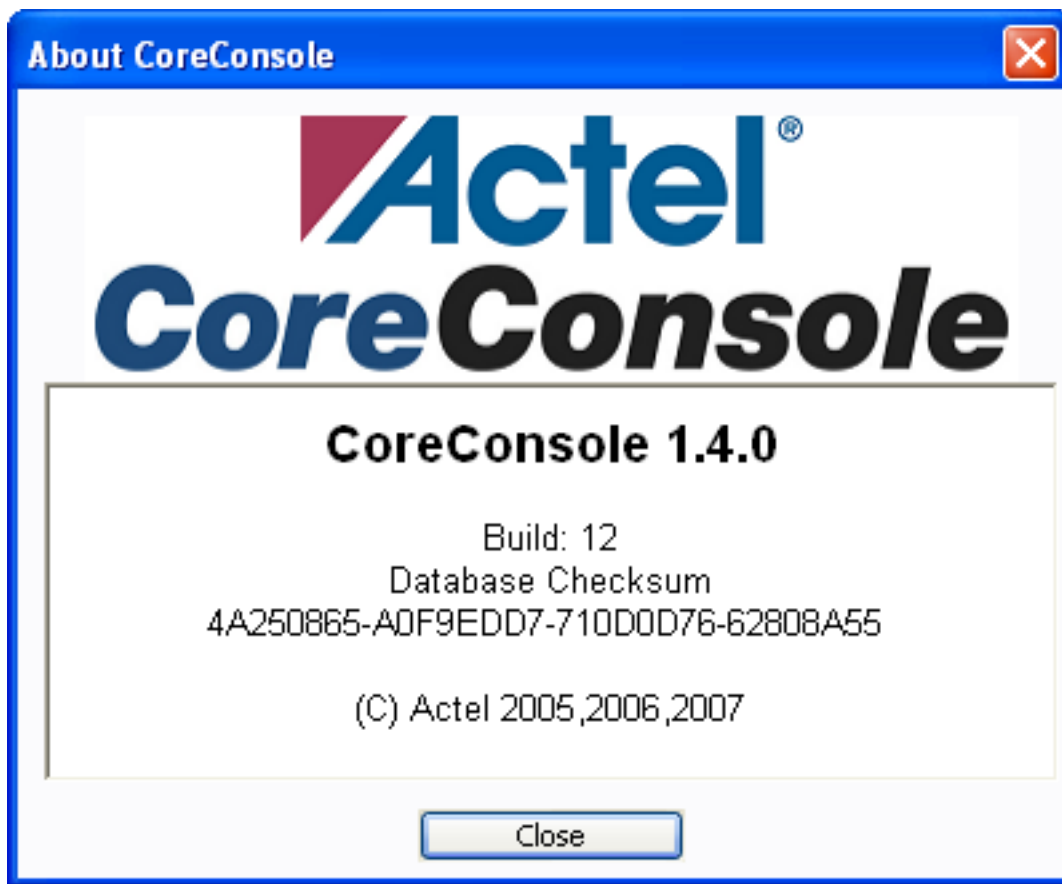 About CoreConsole
Actel®
CoreConsole
CoreConsole 1.4.0
Build: 12
Database Checksum
4A250865-A0F9EDD7-710D0D76-62808A55
(C) Actel 2005,2006,2007
Close